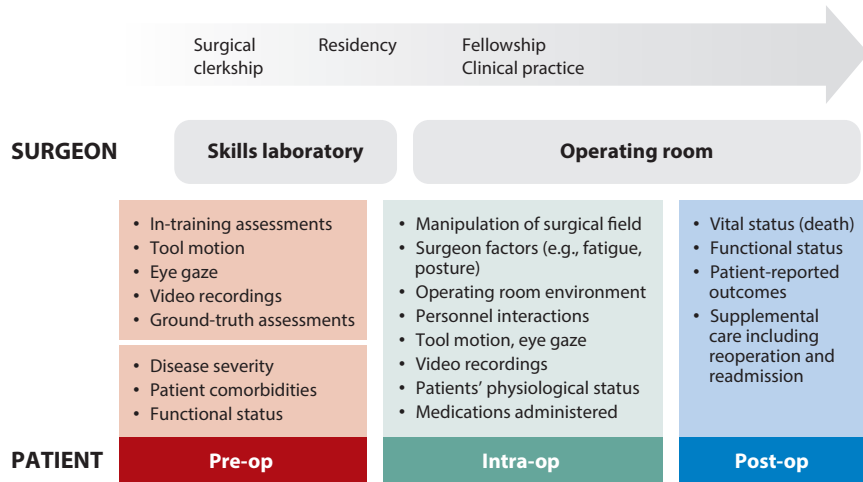 Surgical
clerkship
Residency
Fellowship
Clinical practice
SURGEON
Skills laboratory
Operating room
• In-training assessments
• Tool motion
• Eye gaze
• Video recordings
• Ground-truth assessments
• Disease severity
• Patient comorbidities
• Functional status
• Manipulation of surgical field
• Surgeon factors (e.g., fatigue,
posture)
• Operating room environment
• Personnel interactions
• Tool motion, eye gaze
• Video recordings
• Patients' physiological status
• Medications administered
• Vital status (death)
• Functional status
• Patient-reported
outcomes
• Supplemental
care including
reoperation and
readmission
PATIENT
Pre-op
Intra-op
Post-op